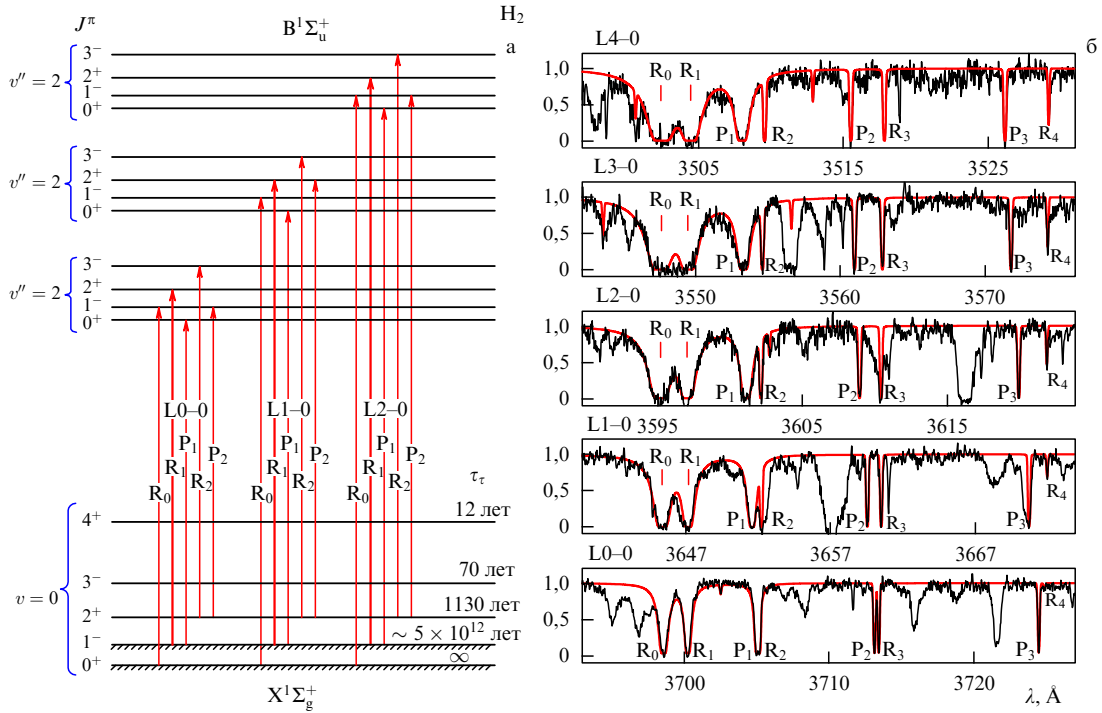 H₂
J^π
B¹Σ_u⁺
а
3⁻
2⁺
1⁻
0⁺
v″ = 2
3⁻
2⁺
1⁻
0⁺
v″ = 2
3⁻
2⁺
1⁻
0⁺
v″ = 2
L0–0
L1–0
L2–0
R₀
R₁
P₁
R₂
P₂
R₀
R₁
P₁
R₂
P₂
R₀
R₁
P₁
R₂
P₂
τ_τ
4⁺
12 лет
3⁻
70 лет
v = 0
2⁺
1130 лет
1⁻
~ 5 × 10¹² лет
0⁺
∞
X¹Σ_g⁺
б
L4–0
1,0
0,5
0
R₀ R₁ P₁ R₂ P₂ R₃ P₃ R₄
3505 3515 3525
L3–0
1,0
0,5
0
R₀ R₁ P₁ R₂ P₂ R₃ P₃ R₄
3550 3560 3570
L2–0
1,0
0,5
0
R₀ R₁ P₁ R₂ P₂ R₃ P₃ R₄
3595 3605 3615
L1–0
1,0
0,5
0
R₀ R₁ P₁ R₂ P₂ R₃ P₃ R₄
3647 3657 3667
L0–0
1,0
0,5
0
R₀ R₁ P₁ R₂ P₂ R₃ P₃ R₄
3700 3710 3720
λ, Å